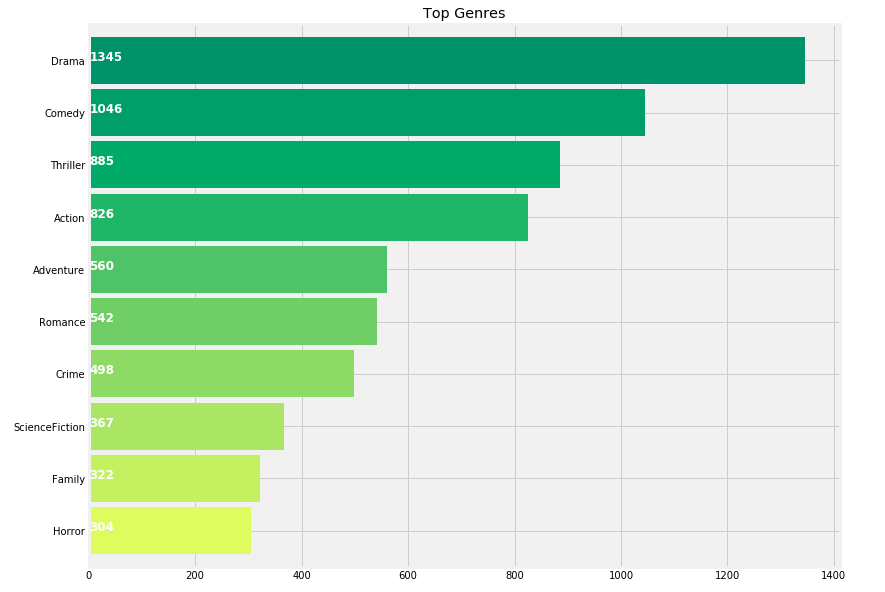 Top Genres
Drama 1345
Comedy 1046
Thriller 885
Action 826
Adventure 560
Romance 542
Crime 498
ScienceFiction 367
Family 322
Horror 304
0 200 400 600 800 1000 1200 1400